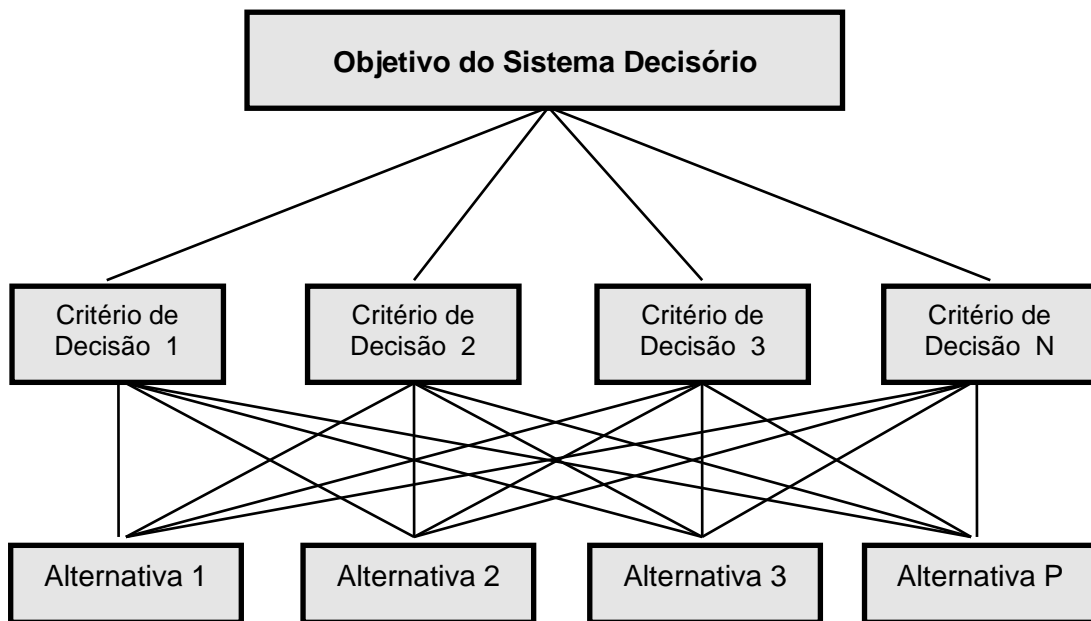 Objetivo do Sistema Decisório
Critério de
Decisão 1
Critério de
Decisão 2
Critério de
Decisão 3
Critério de
Decisão N
Alternativa 1
Alternativa 2
Alternativa 3
Alternativa P